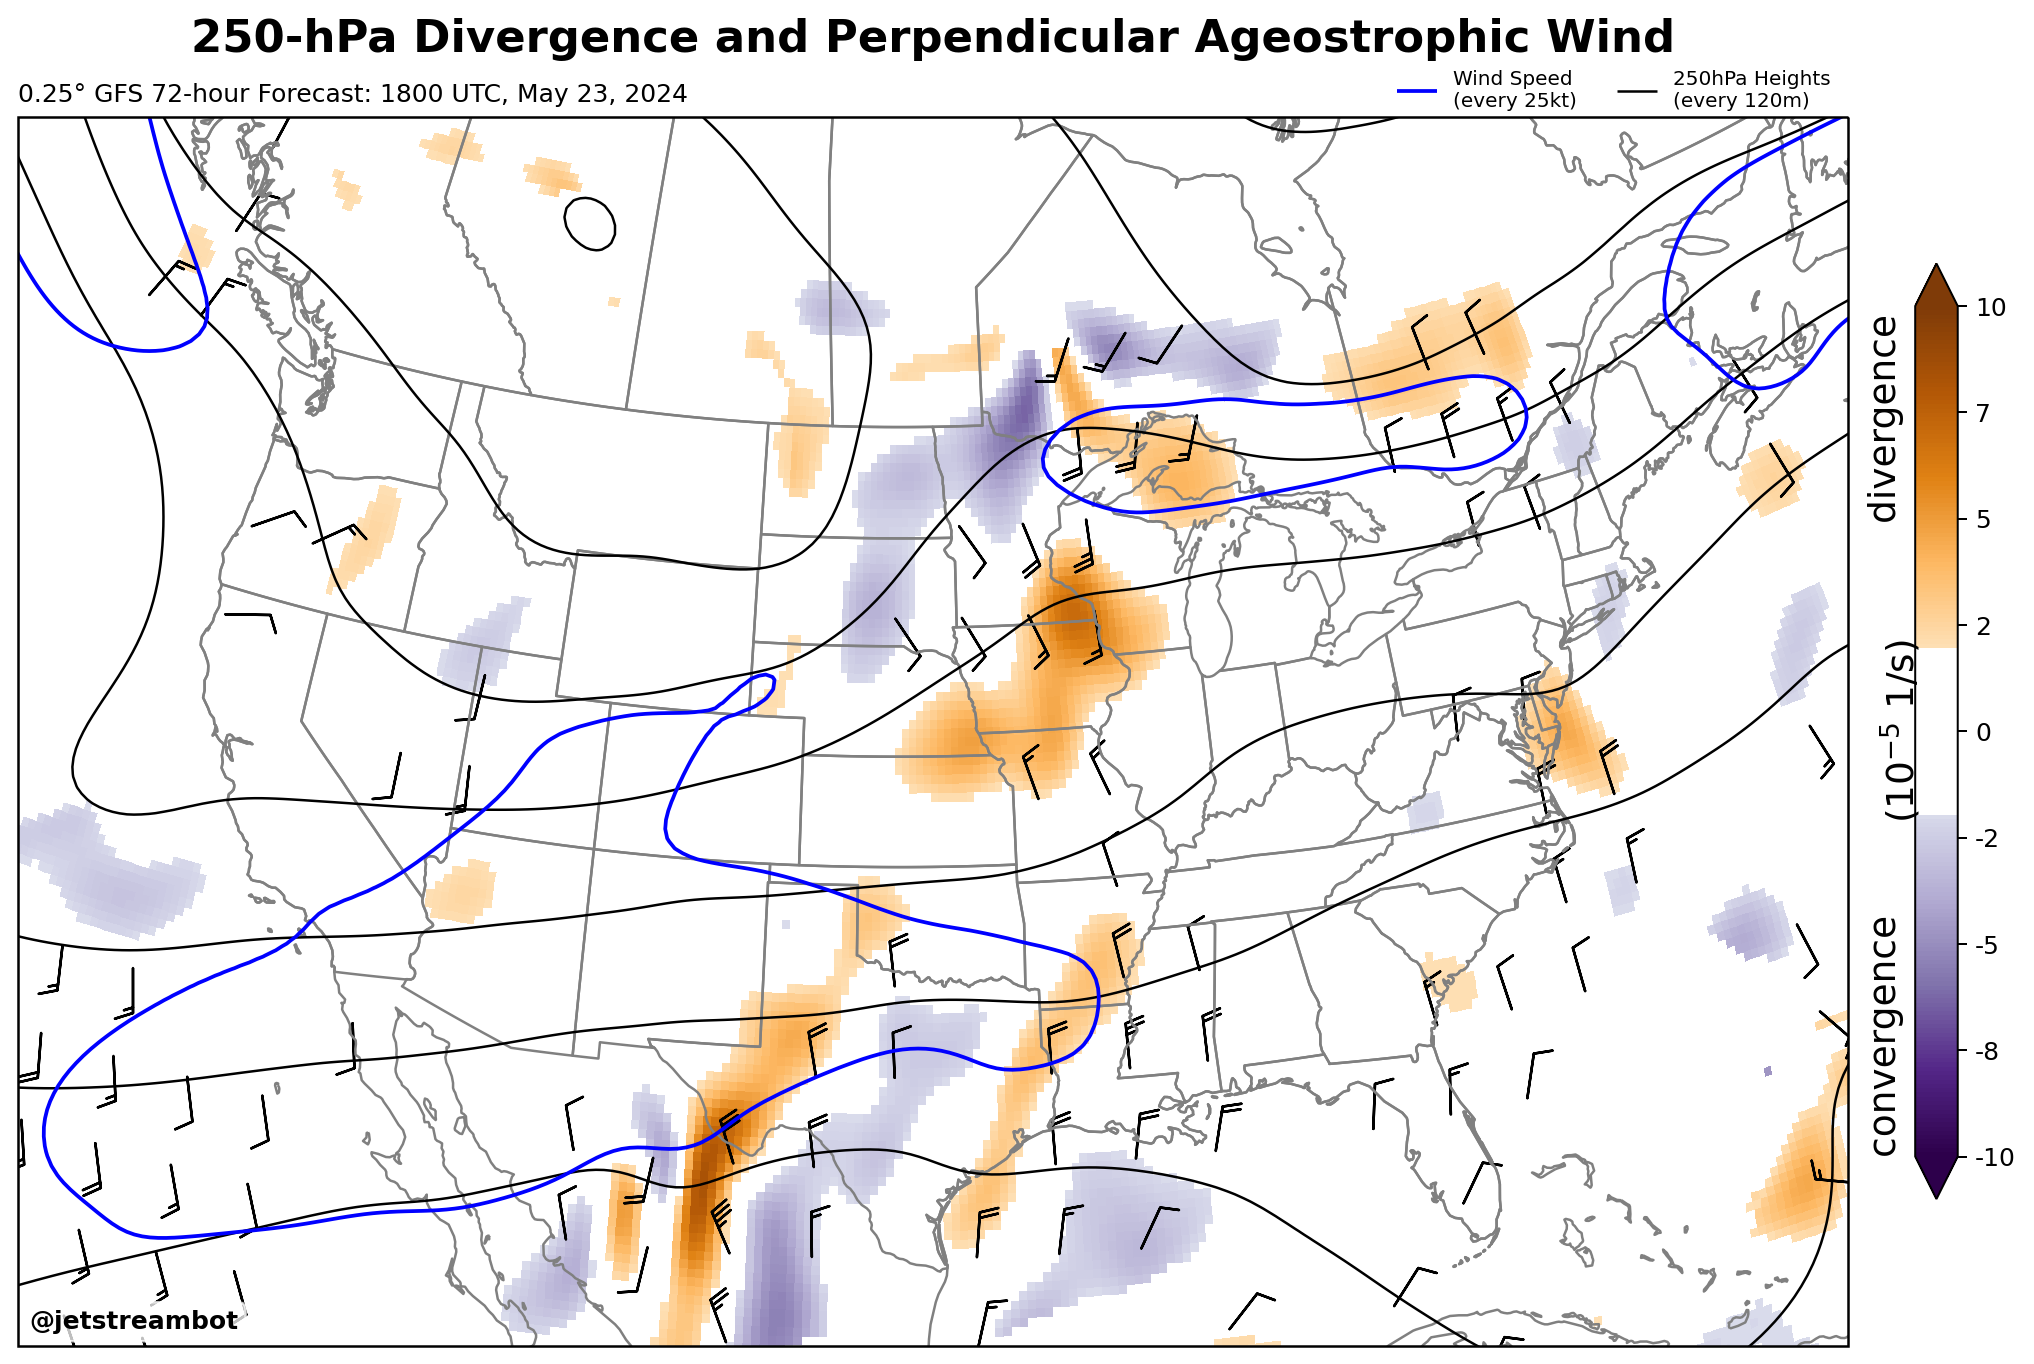 250-hPa Divergence and Perpendicular Ageostrophic Wind
0.25° GFS 72-hour Forecast: 1800 UTC, May 23, 2024
Wind Speed
(every 25kt)
250hPa Heights
(every 120m)
divergence
(10⁻⁵ 1/s)
convergence
10
7
5
2
0
-2
-5
-8
-10
@jetstreambot